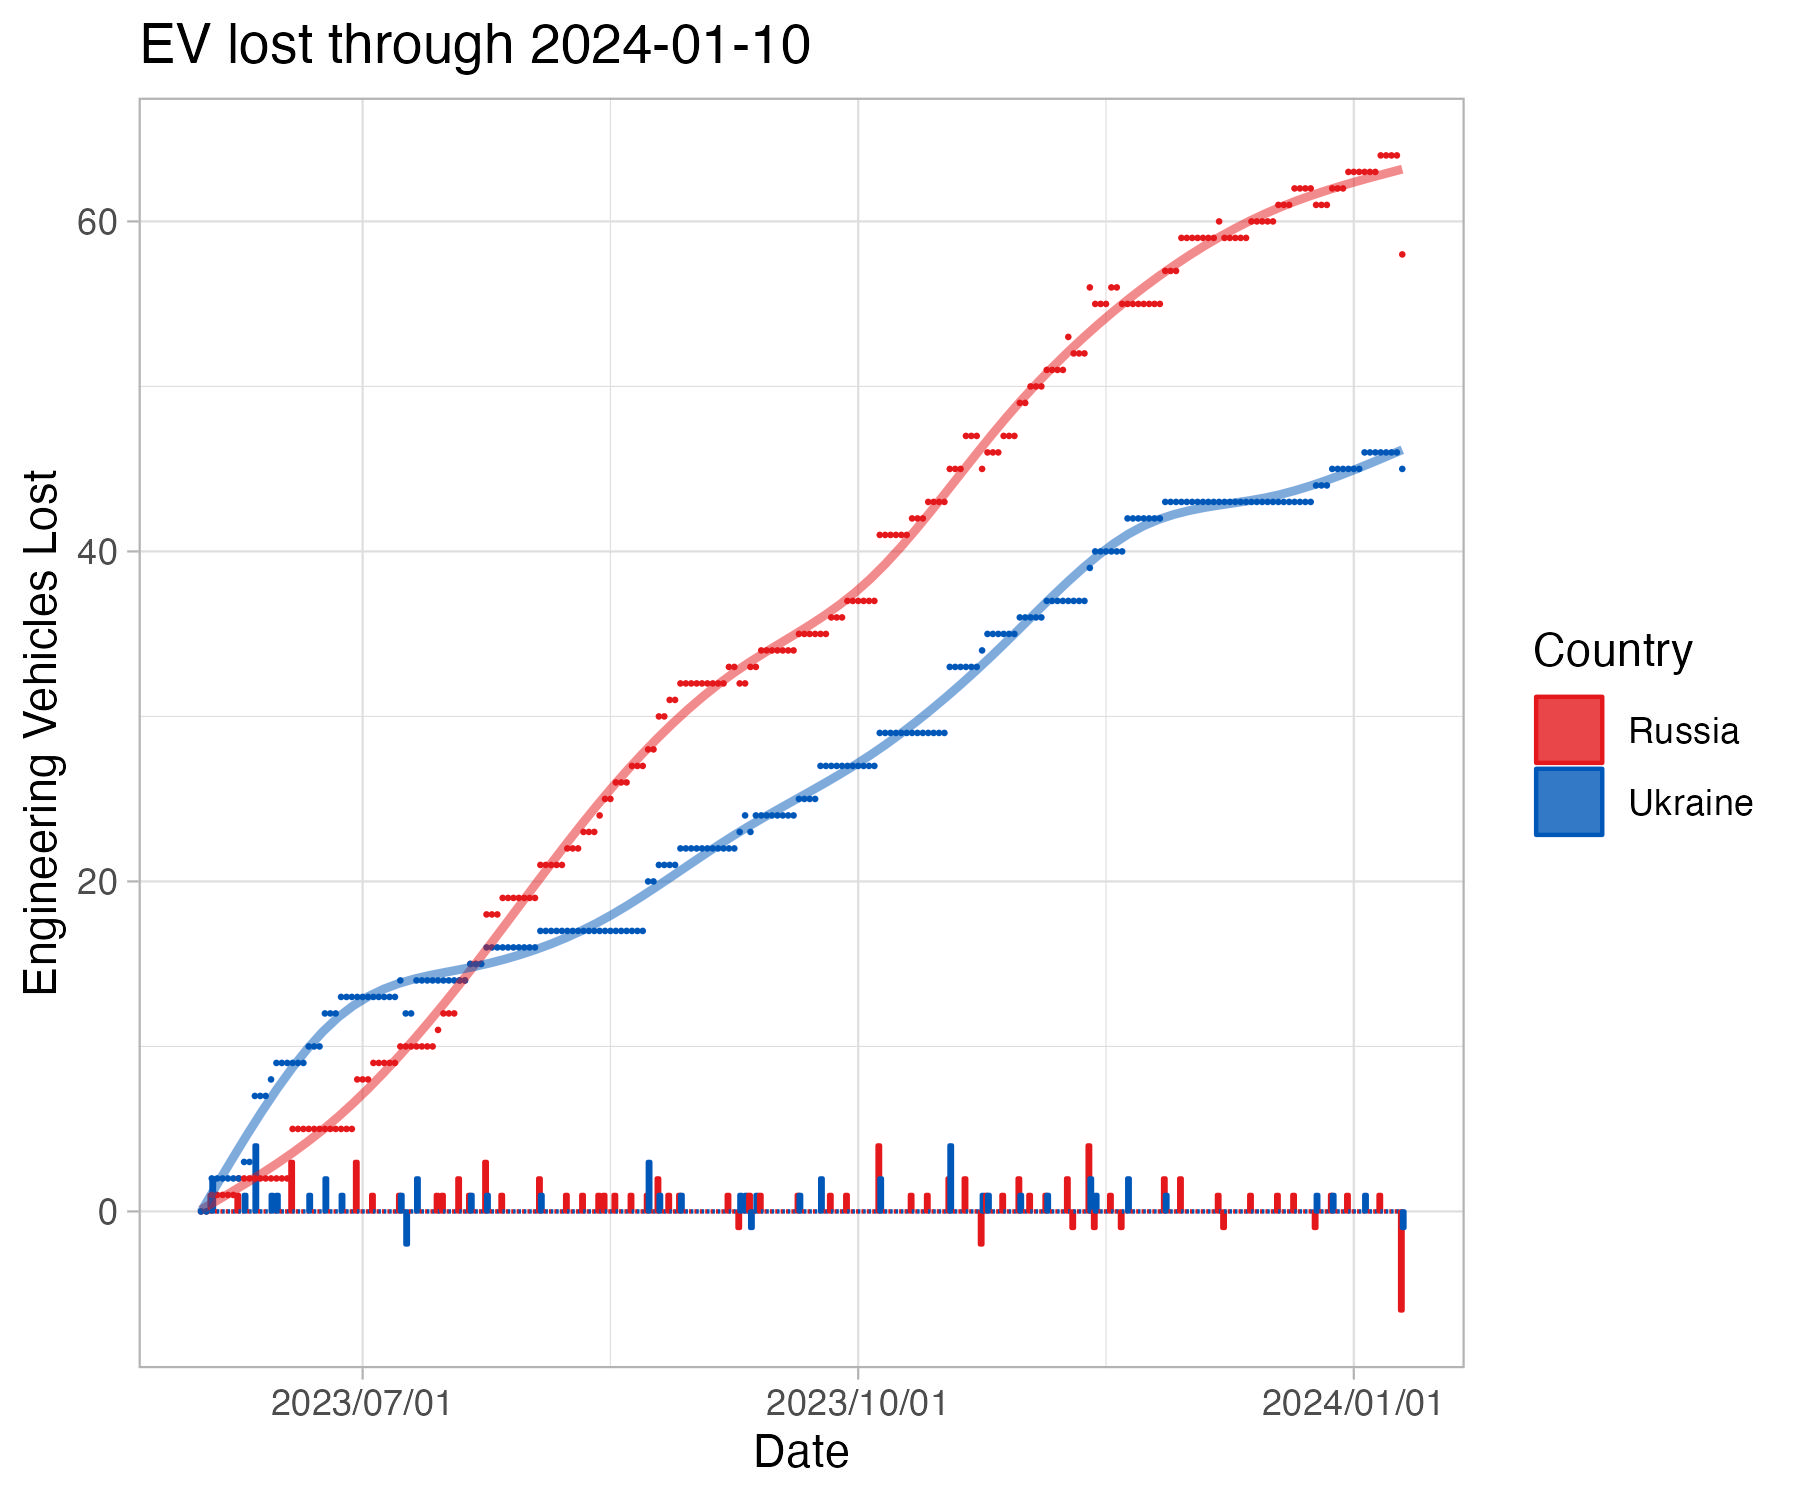 EV lost through 2024-01-10
Engineering Vehicles Lost
60
40
20
0
2023/07/01
2023/10/01
2024/01/01
Date
Country
Russia
Ukraine